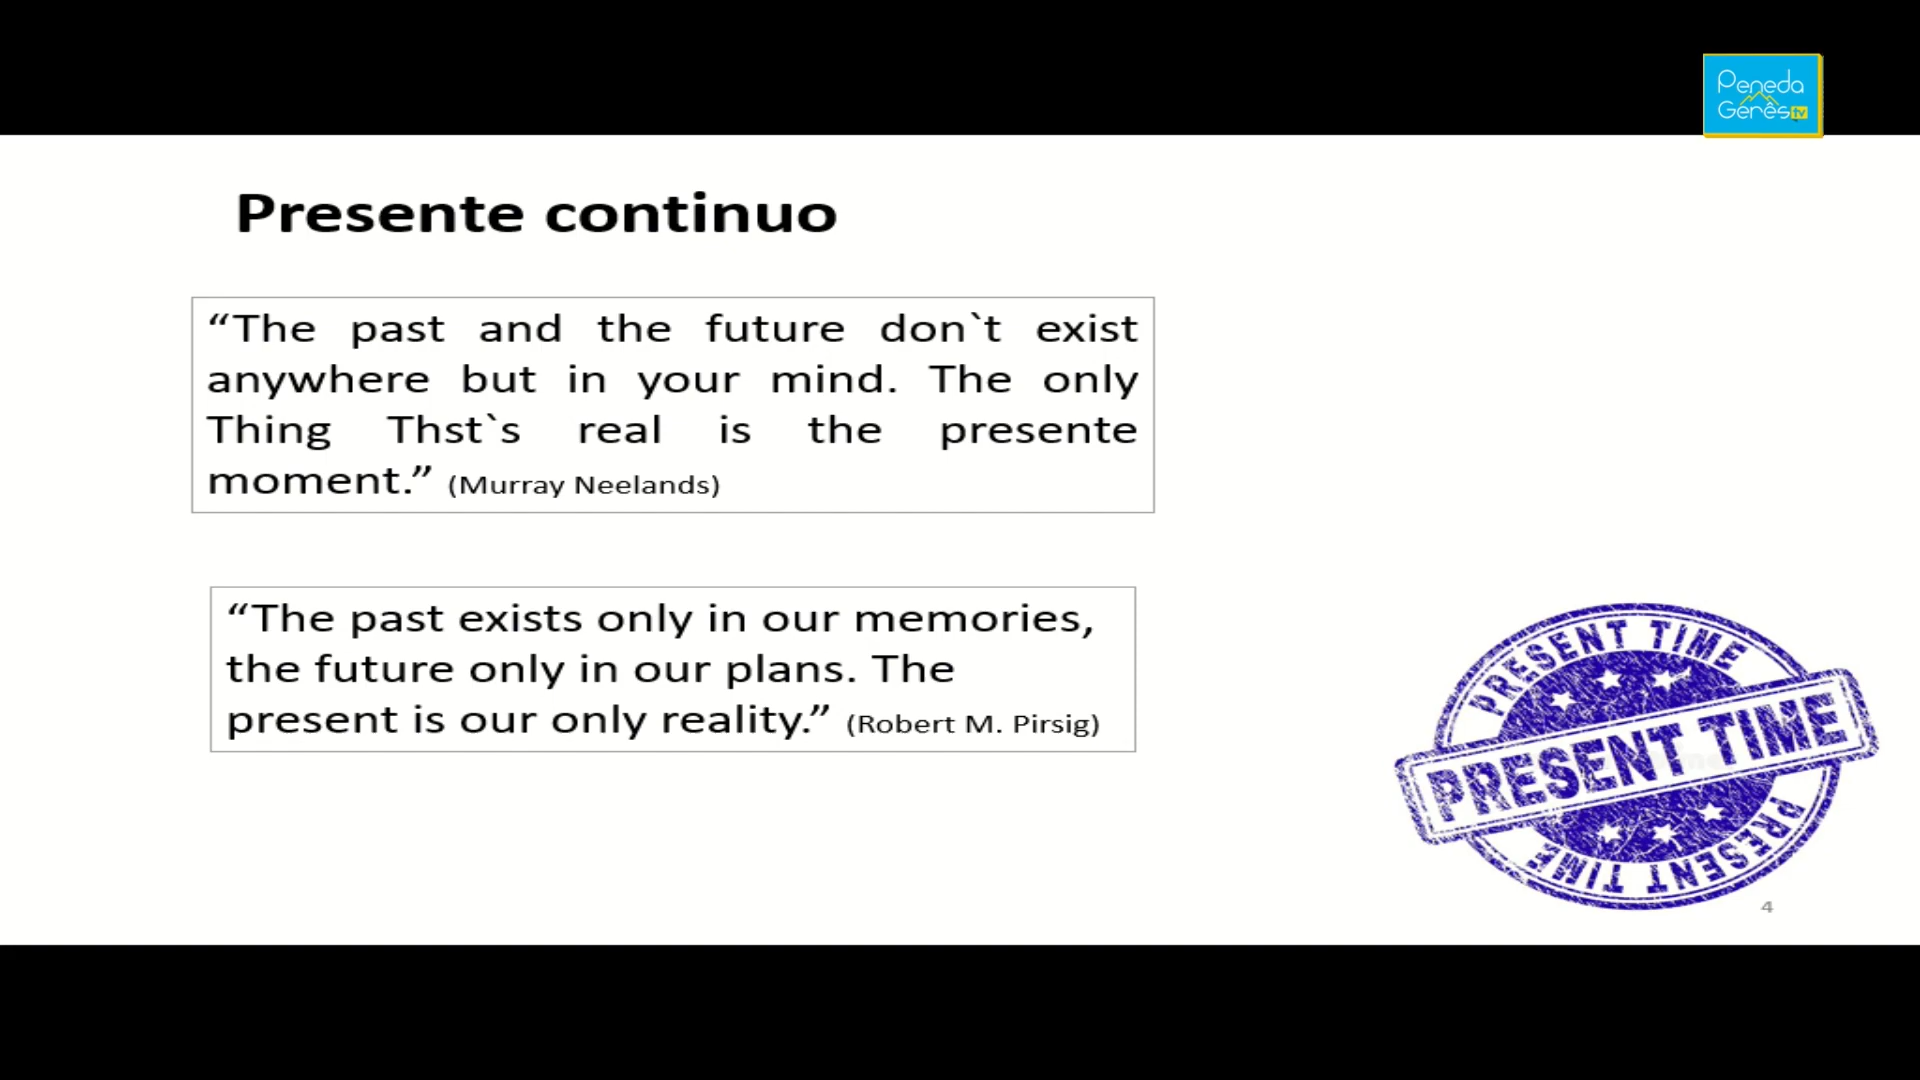 Peneda
Gerês tv
Presente continuo
“The past and the future don`t exist
anywhere but in your mind. The only
Thing Thst`s real is the presente
moment.” (Murray Neelands)
“The past exists only in our memories,
the future only in our plans. The
present is our only reality.” (Robert M. Pirsig)
PRESENT TIME
PRESENT TIME
PRESENT TIME
4